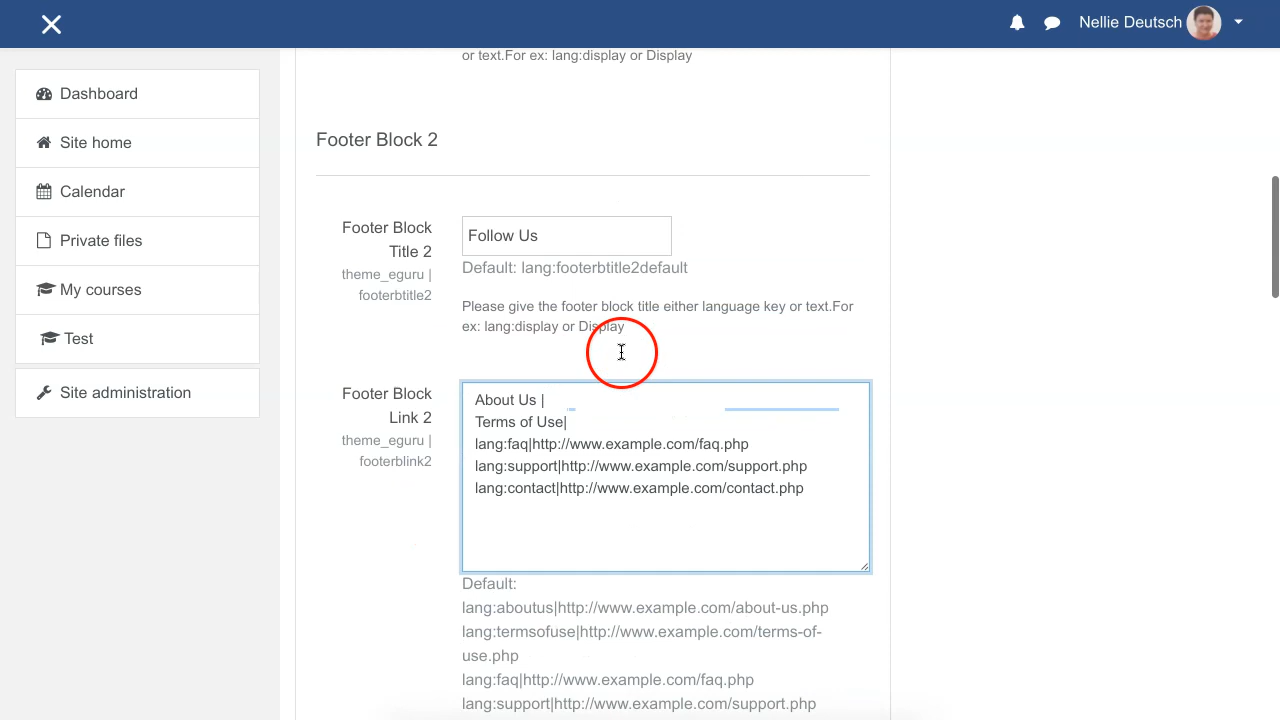 Nellie Deutsch
or text.For ex: lang:display or Display
Dashboard
Site home
Calendar
Private files
My courses
Test
Site administration
Footer Block 2
Footer Block
Title 2
theme_eguru |
footerbtitle2
Follow Us
Default: lang:footerbtitle2default
Please give the footer block title either language key or text.For
ex: lang:display or Display
Footer Block
Link 2
theme_eguru |
footerblink2
About Us |
Terms of Use|
lang:faq|http://www.example.com/faq.php
lang:support|http://www.example.com/support.php
lang:contact|http://www.example.com/contact.php
Default:
lang:aboutus|http://www.example.com/about-us.php
lang:termsofuse|http://www.example.com/terms-of-
use.php
lang:faq|http://www.example.com/faq.php
lang:support|http://www.example.com/support.php